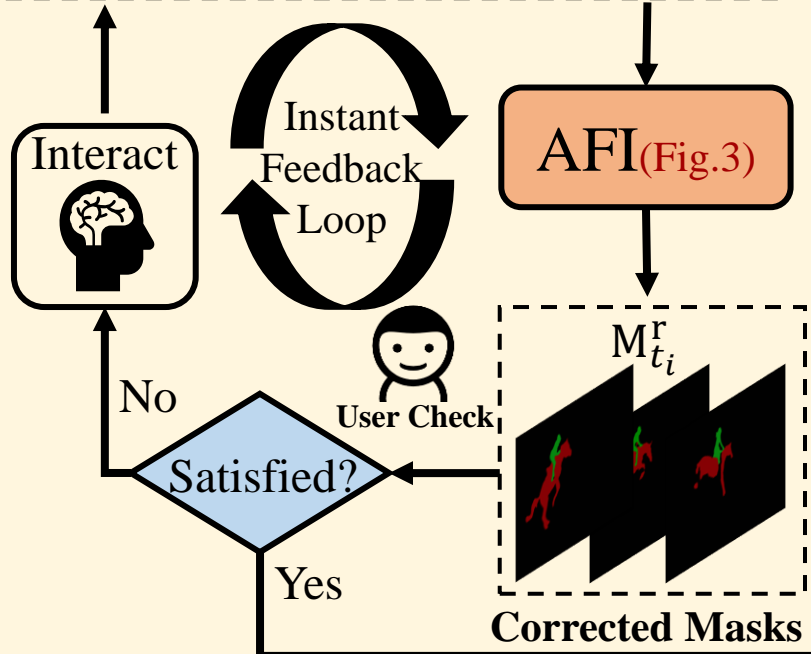 Interact
Instant
Feedback
Loop
AFI(Fig.3)
M^r_{t_i}
No
User Check
Satisfied?
Yes
Corrected Masks